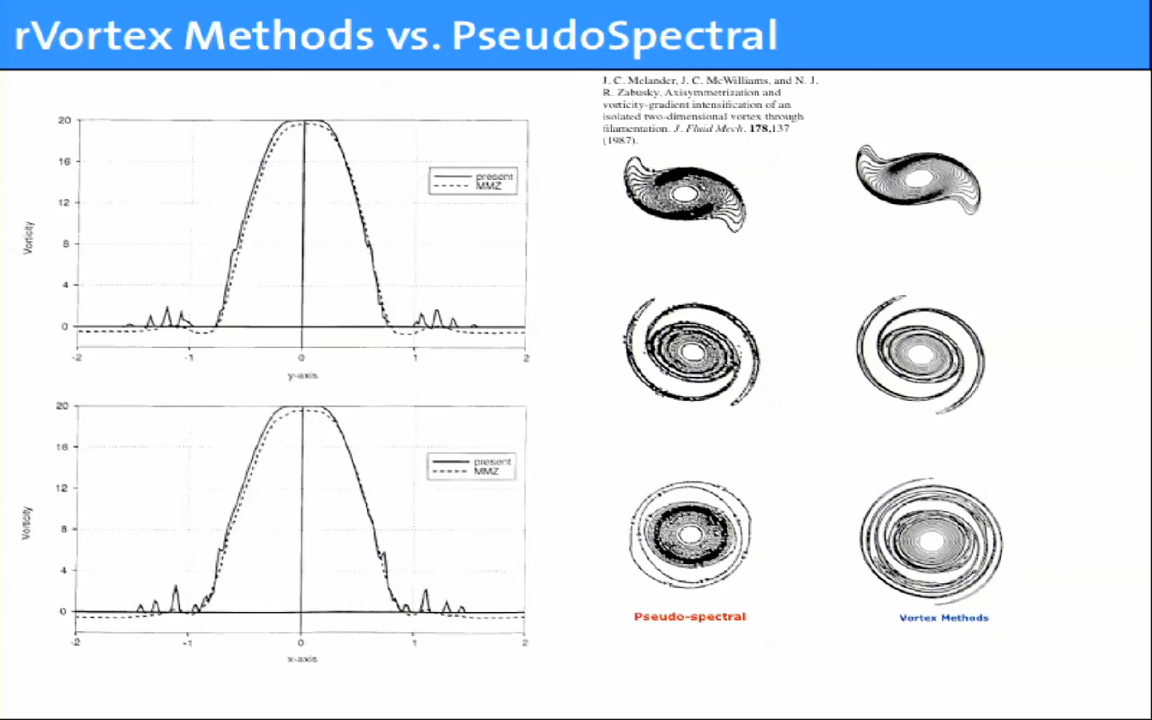 rVortex Methods vs. PseudoSpectral
J. C. Mclander, J. C. McWilliams, and N. J.
R. Zabusky, Axisymmetrization and
vorticity-gradient intensification of an
isolated two-dimensional vortex through
filamentation. J. Fluid Mech. 178,137
(1987).
20
16
12
8
4
0
Vorticity
present
MMZ
-2
-1
0
1
2
y-axis
20
16
12
8
4
0
Vorticity
present
MMZ
-2
-1
0
1
2
x-axis
Pseudo-spectral
Vortex Methods